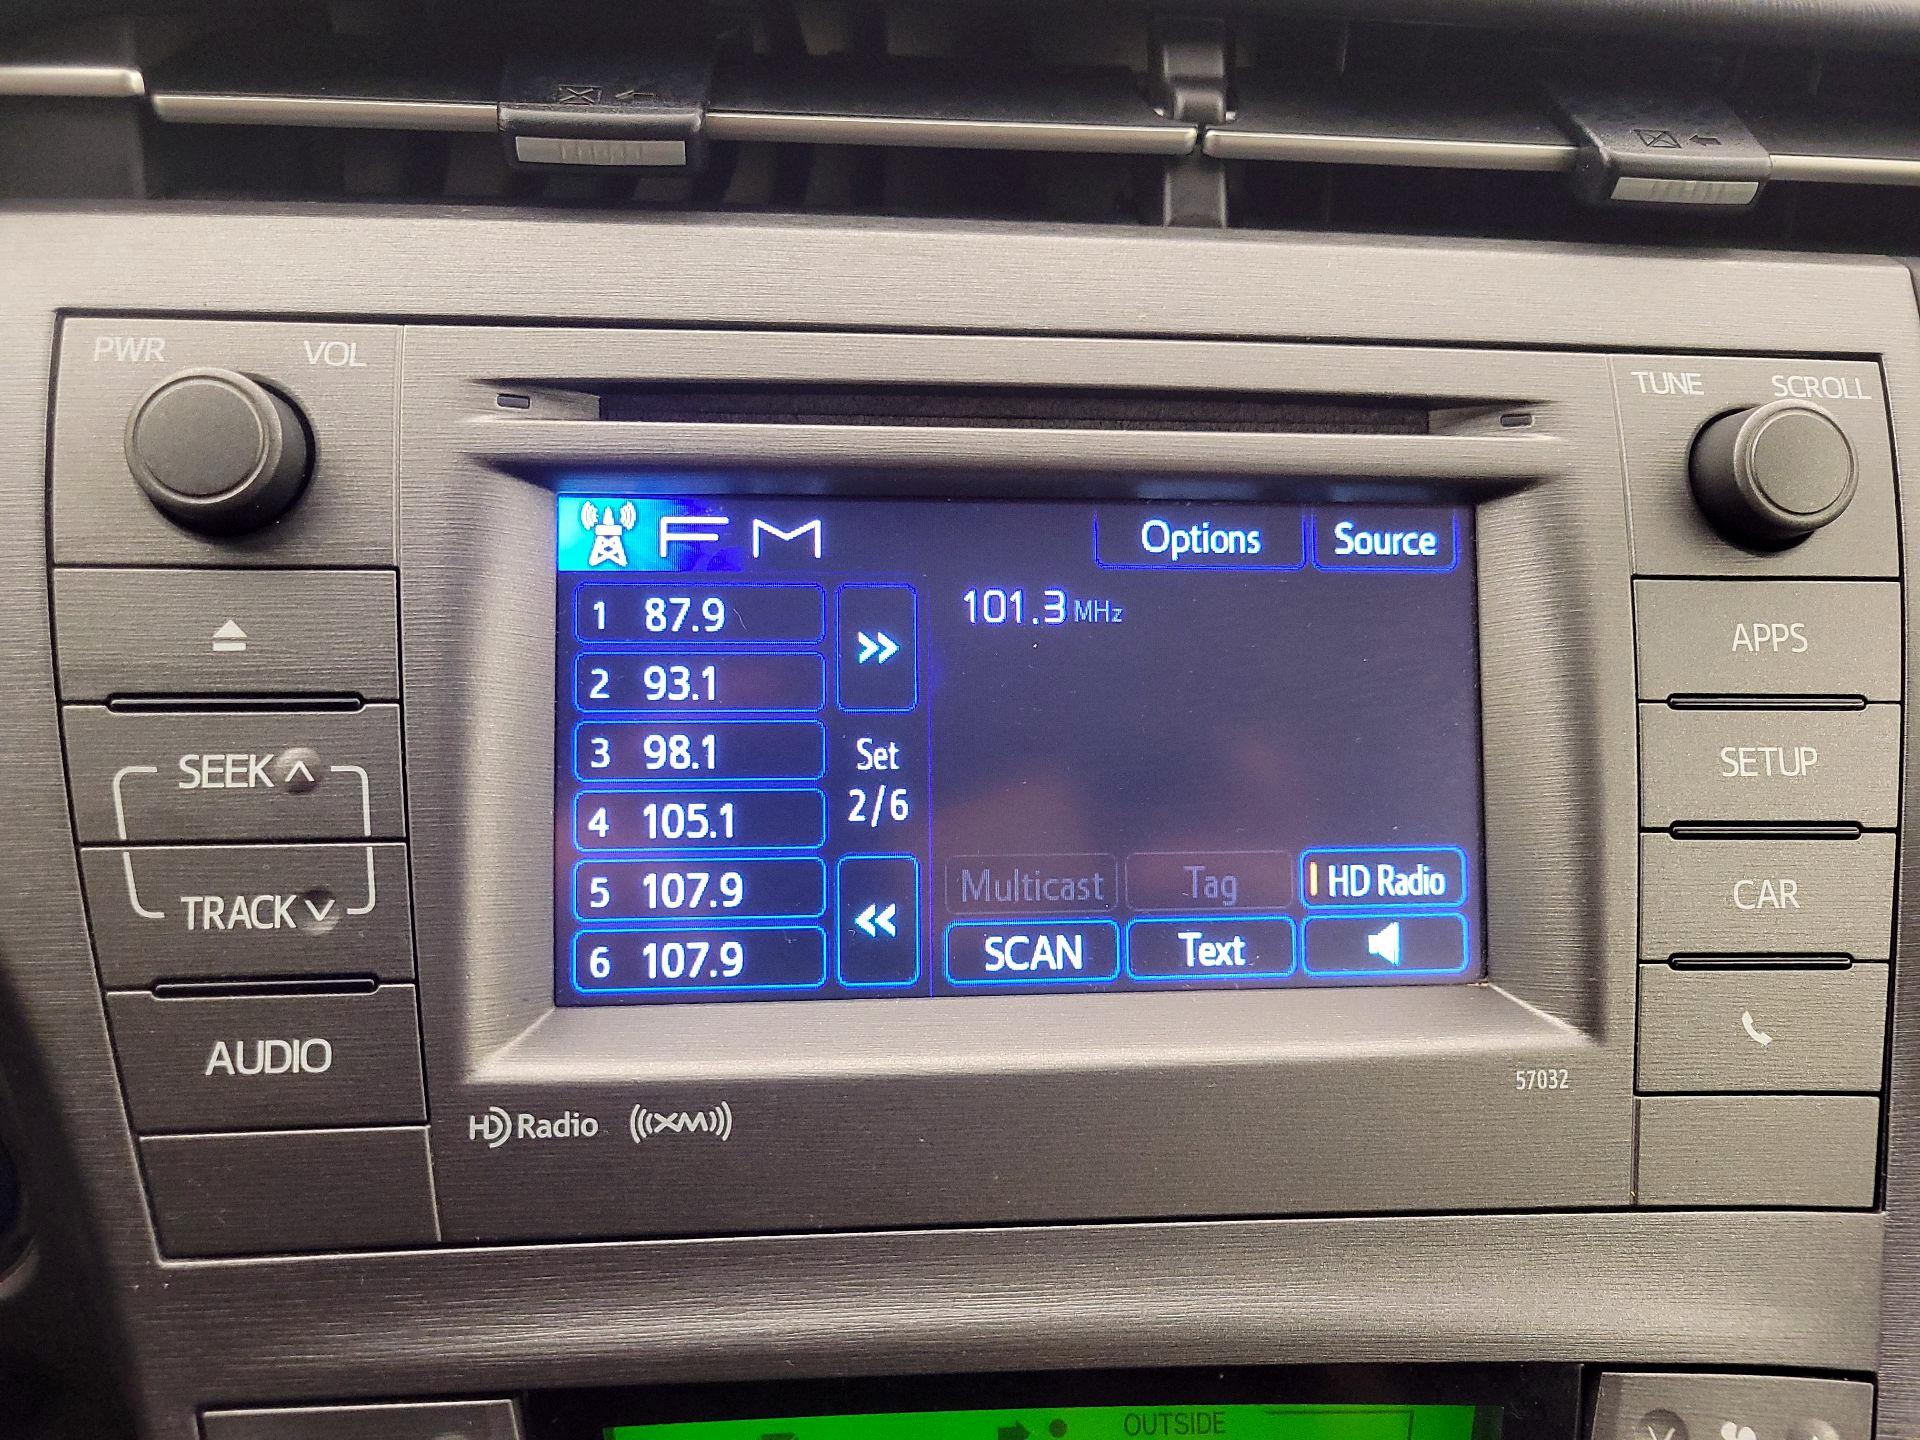 PWR VOL
TUNE SCROLL
FM
Options
Source
1 87.9
2 93.1
3 98.1
4 105.1
5 107.9
6 107.9
Set
2/6
101.3 MHz
Multicast
Tag
HD Radio
SCAN
Text
SEEK
TRACK
AUDIO
APPS
SETUP
CAR
57032
HD Radio
XM
OUTSIDE